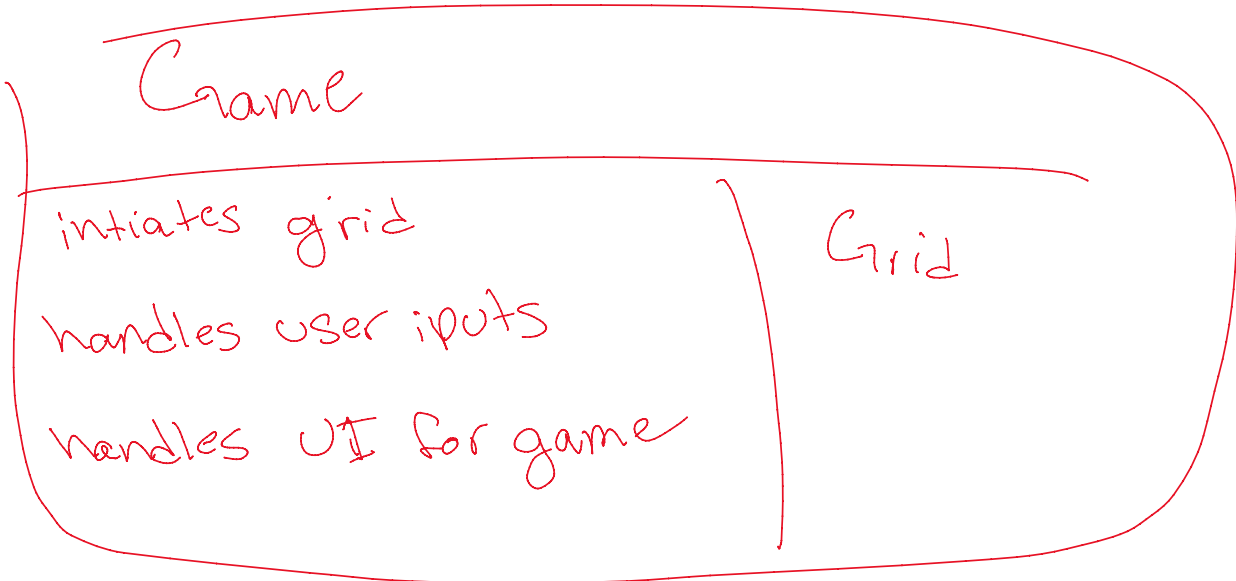 Game
intiates grid
Grid
handles user iputs
handles UI for game